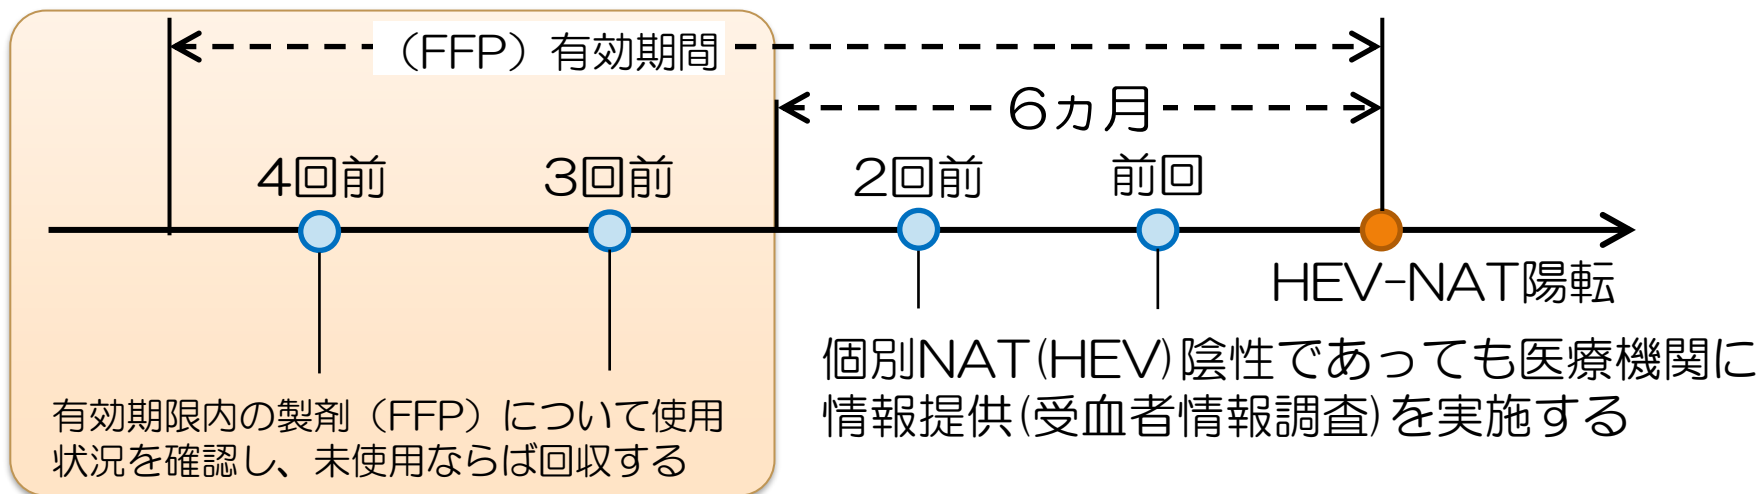 （FFP）有効期間
6ヵ月
4回前
3回前
2回前
前回
HEV-NAT陽転
個別NAT(HEV)陰性であっても医療機関に
情報提供(受血者情報調査)を実施する
有効期限内の製剤（FFP）について使用
状況を確認し、未使用ならば回収する